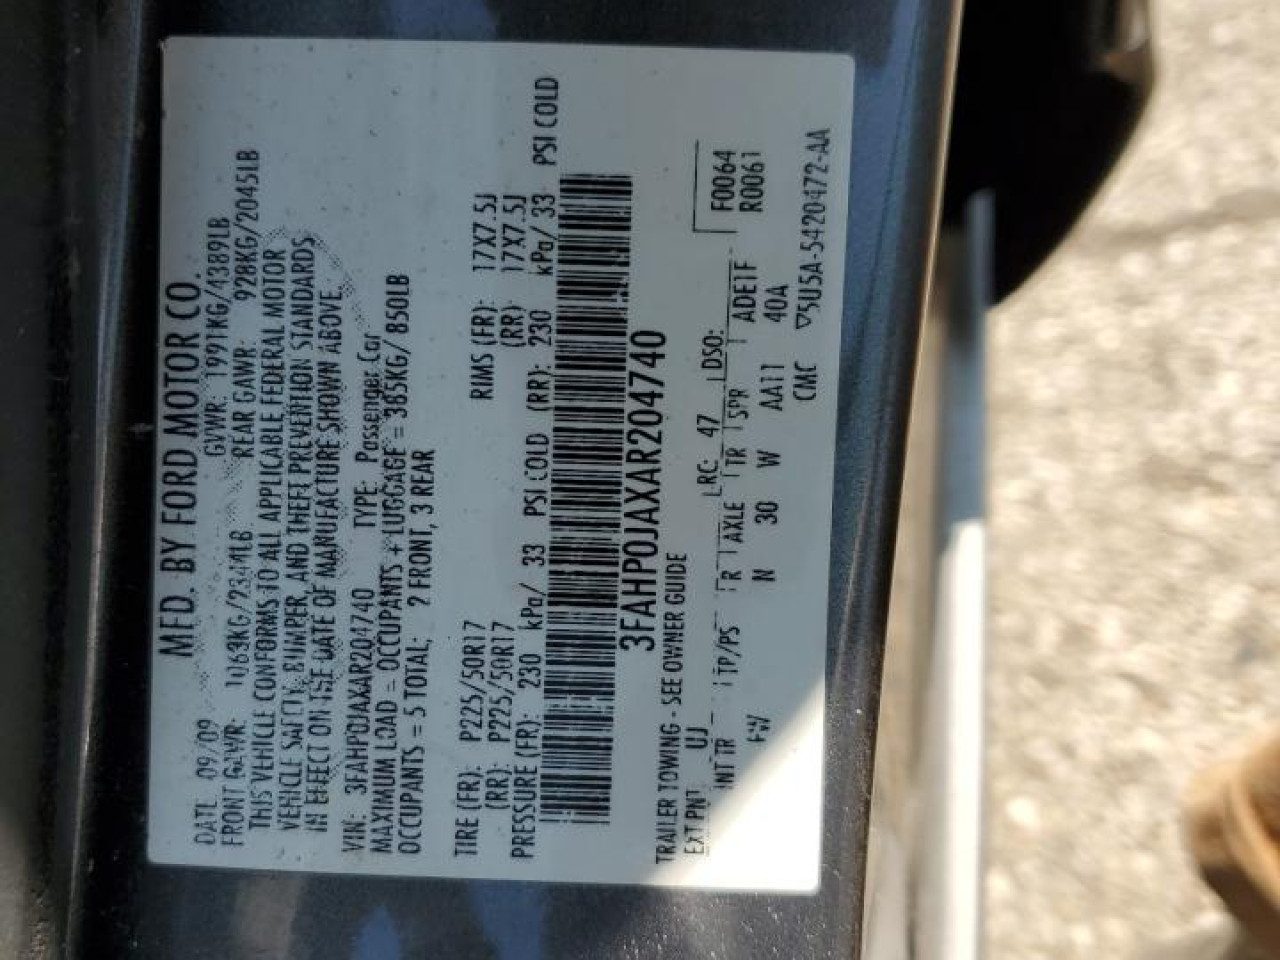 MFD. BY FORD MOTOR CO.
DATE: 09/09 GVWR: 1991KG/4389LB
FRONT GAWR: 1063KG/2344LB REAR GAWR: 928KG/2045LB
THIS VEHICLE CONFORMS TO ALL APPLICABLE FEDERAL MOTOR
VEHICLE SAFETY, BUMPER, AND THEFT PREVENTION STANDARDS
IN EFFECT ON THE DATE OF MANUFACTURE SHOWN ABOVE.
VIN: 3FAHP0JAXAR204740 TYPE: Passenger Car
MAXIMUM LOAD = OCCUPANTS + LUGGAGE = 385KG/ 850LB
OCCUPANTS = 5 TOTAL; 2 FRONT, 3 REAR
TIRE (FR): P225/50R17 RIMS (FR): 17X7.5J
(RR): P225/50R17 (RR): 17X7.5J
PRESSURE (FR): 230 kPa/ 33 PSI COLD (RR): 230 kPa/ 33 PSI COLD
3FAHP0JAXAR204740
TRAILER TOWING - SEE OWNER GUIDE
EXT PNT: UJ LRC: 47 DSO: F0064
R0061
INT TR TP/PS R AXLE TR SPR ADE1F
FW N 30 W AA11 40A
CMC ▽5U5A-5420472-AA